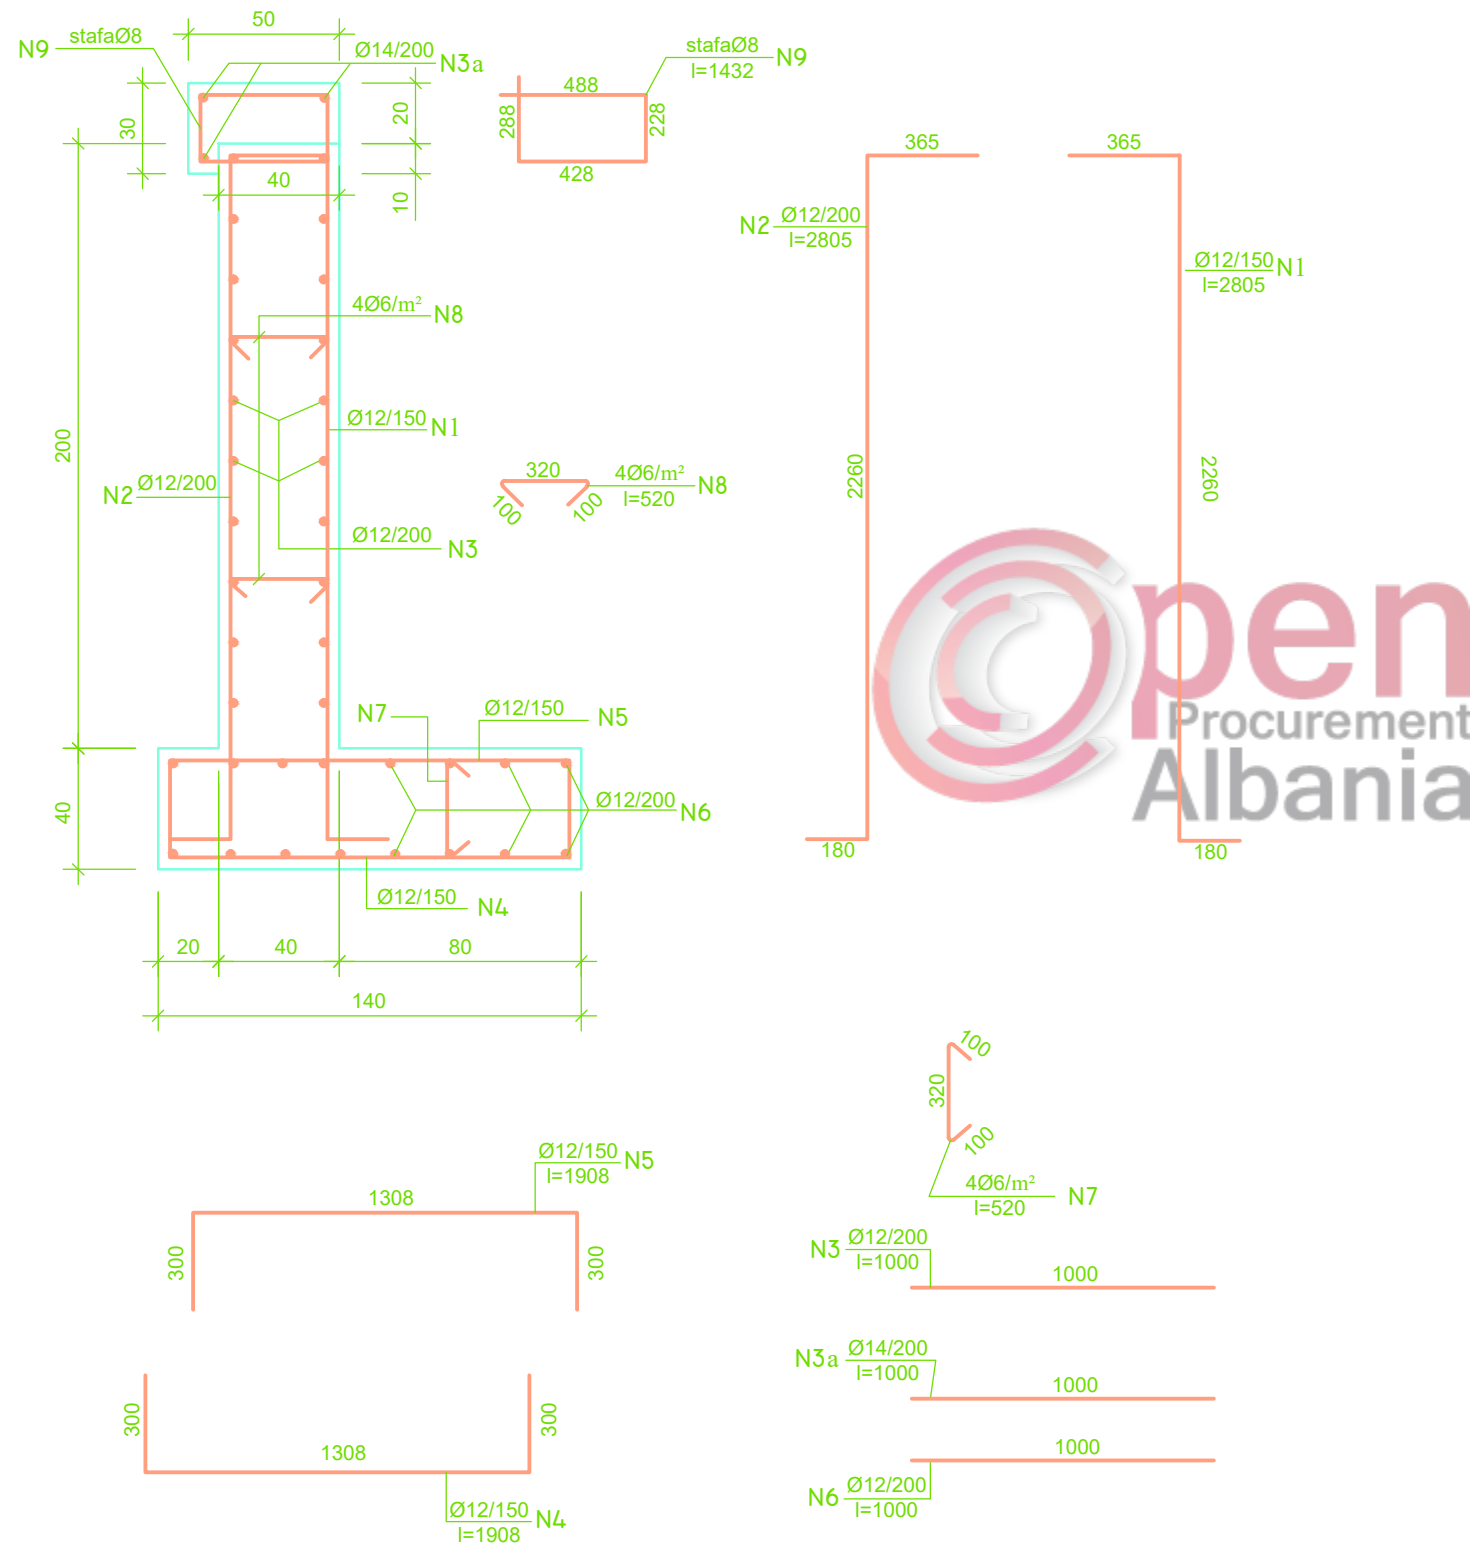 50
N9 stafaØ8
Ø14/200 N3a
30
20
40
10
200
4Ø6/m² N8
Ø12/150 N1
N2 Ø12/200
Ø12/200 N3
N7
Ø12/150 N5
40
Ø12/200 N6
Ø12/150 N4
20 40 80
140
stafaØ8 N9
l=1432
488
288
228
428
320
100
100
4Ø6/m² N8
l=520
365 365
N2 Ø12/200
l=2805
Ø12/150 N1
l=2805
2260
2260
180 180
Open
Procurement
Albania
100
320
100
4Ø6/m² N7
l=520
Ø12/150 N5
l=1908
1308
300 300
300 300
1308
Ø12/150 N4
l=1908
N3 Ø12/200
l=1000
1000
N3a Ø14/200
l=1000
1000
1000
N6 Ø12/200
l=1000